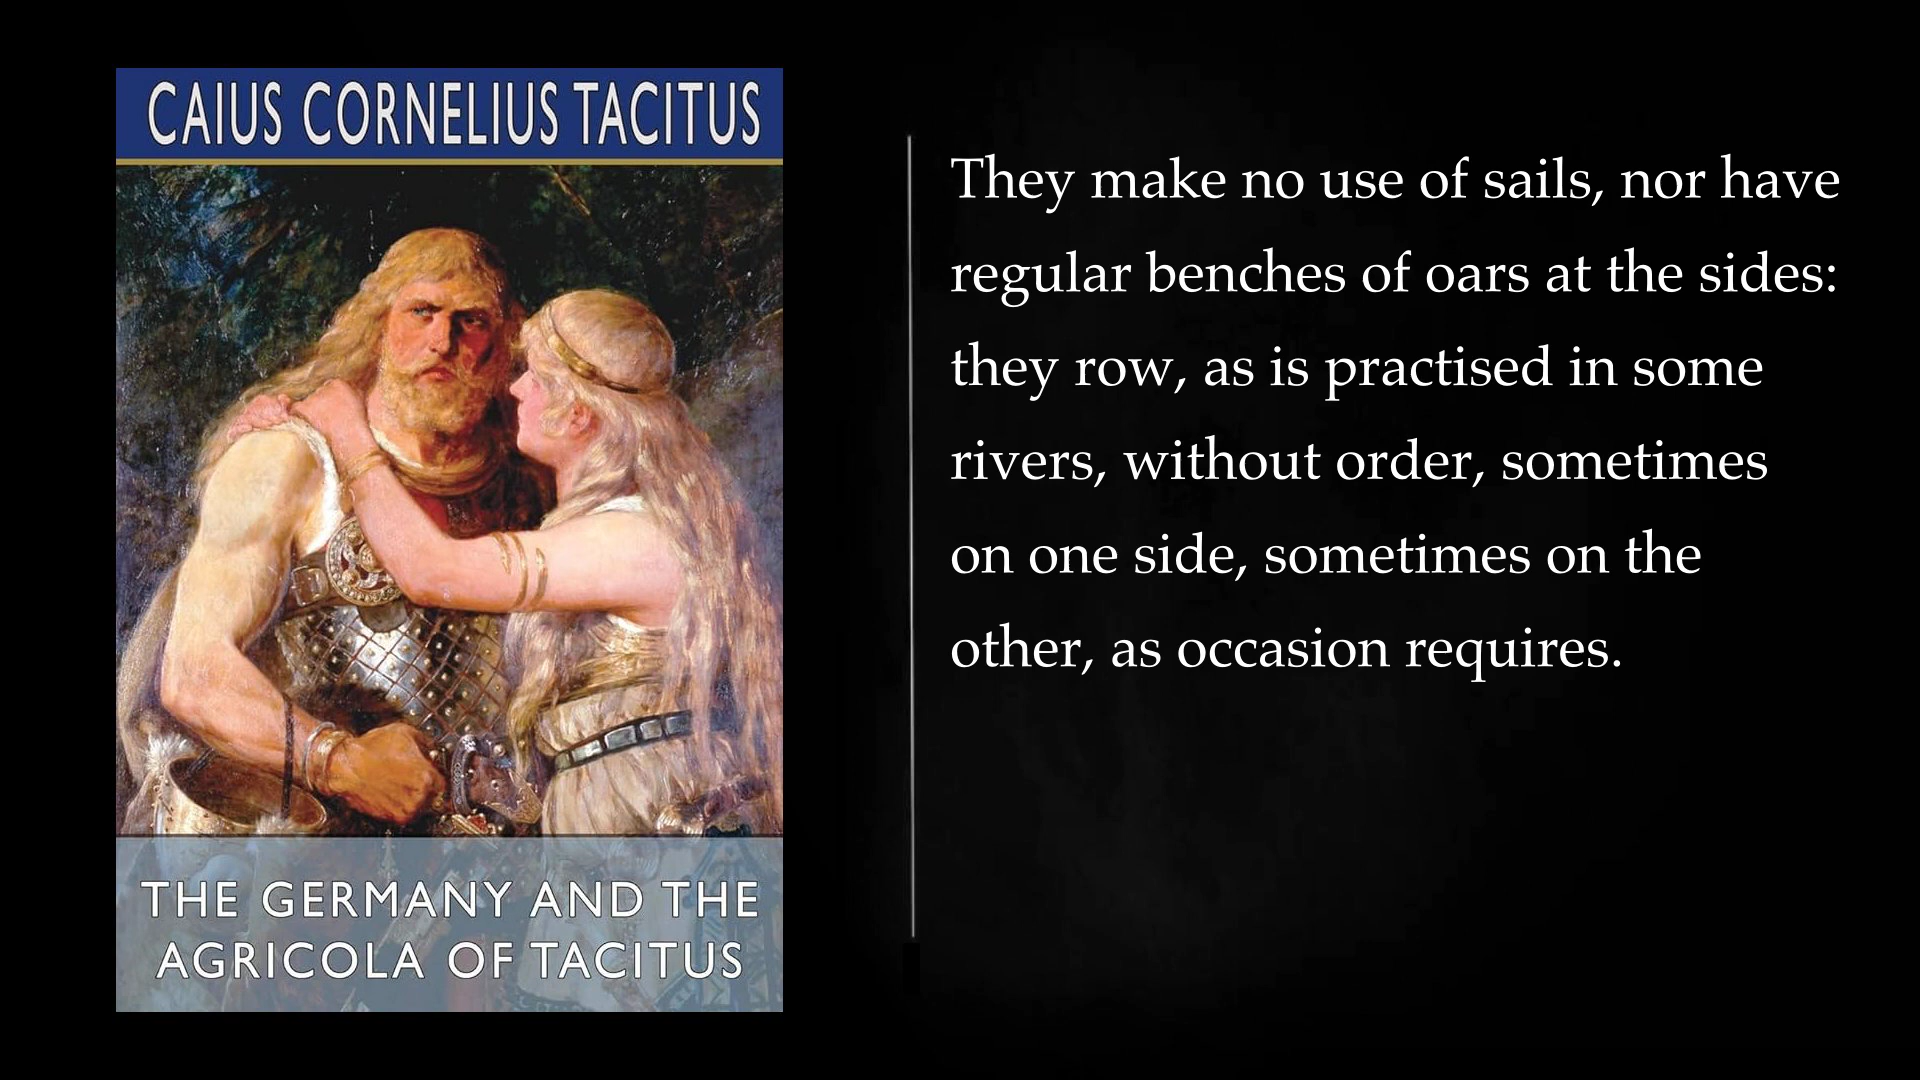 CAIUS CORNELIUS TACITUS
THE GERMANY AND THE
AGRICOLA OF TACITUS
They make no use of sails, nor have
regular benches of oars at the sides:
they row, as is practised in some
rivers, without order, sometimes
on one side, sometimes on the
other, as occasion requires.